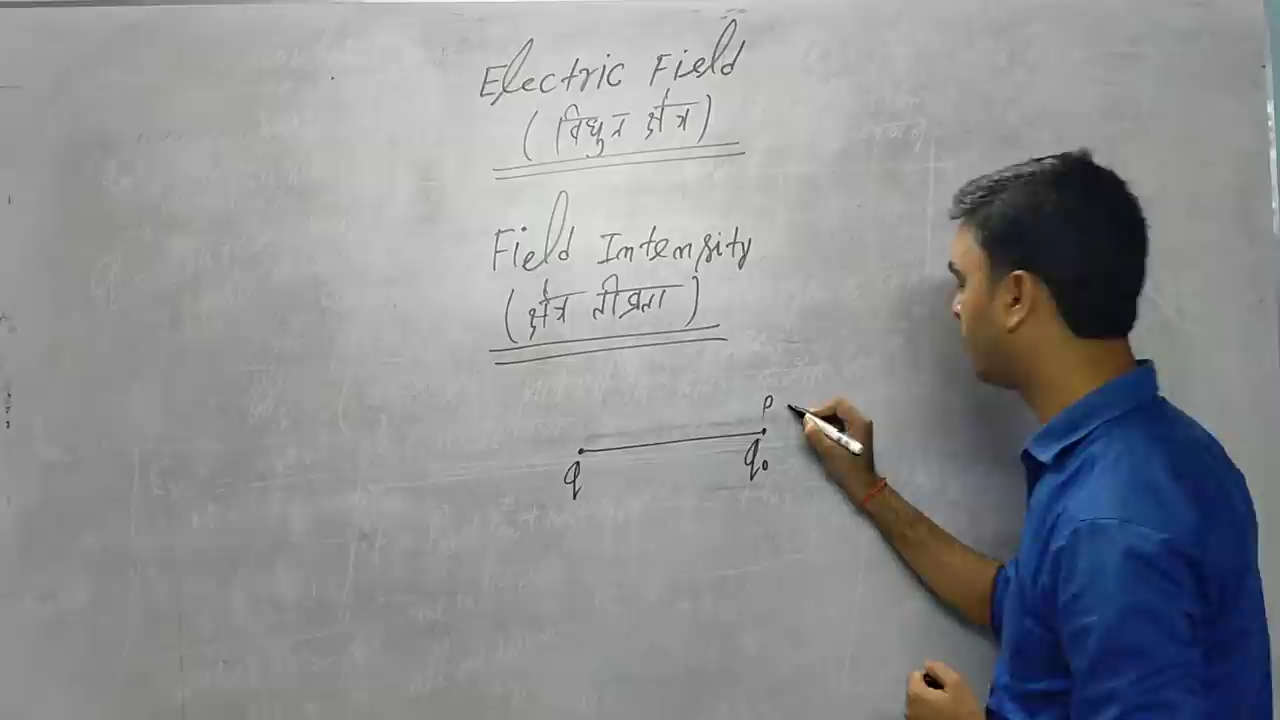 Electric Field
(विधुत क्षेत्र)
Field Intensity
(क्षेत्र तीव्रता)
P
q q₀